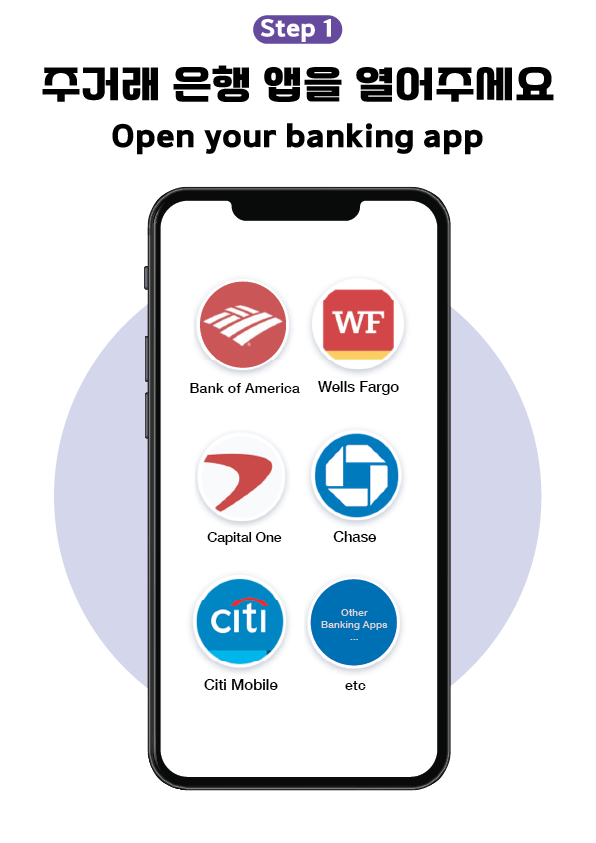 Step 1
주거래 은행 앱을 열어주세요
Open your banking app
WF
Bank of America
Wells Fargo
Capital One
Chase
citi
Other
Banking Apps
...
Citi Mobile
etc